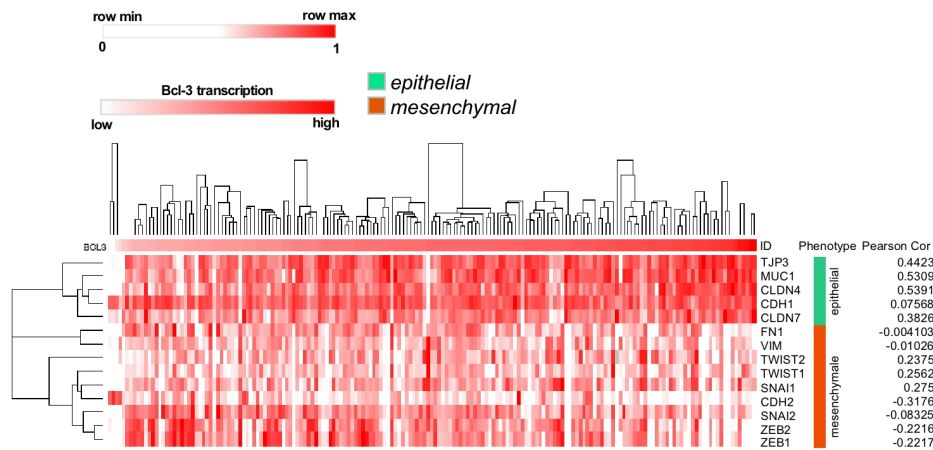 row min row max
0 1
Bcl-3 transcription
low high
epithelial
mesenchymal
BCL3 ID Phenotype Pearson Cor
TJP3 0.4423
MUC1 0.5309
CLDN4 0.5391
CDH1 0.07568
CLDN7 0.3826
epithelial
FN1 -0.004103
VIM -0.01026
TWIST2 0.2375
TWIST1 0.2562
SNAI1 0.275
CDH2 -0.3176
SNAI2 -0.08325
ZEB2 -0.2216
ZEB1 -0.2217
mesenchymale